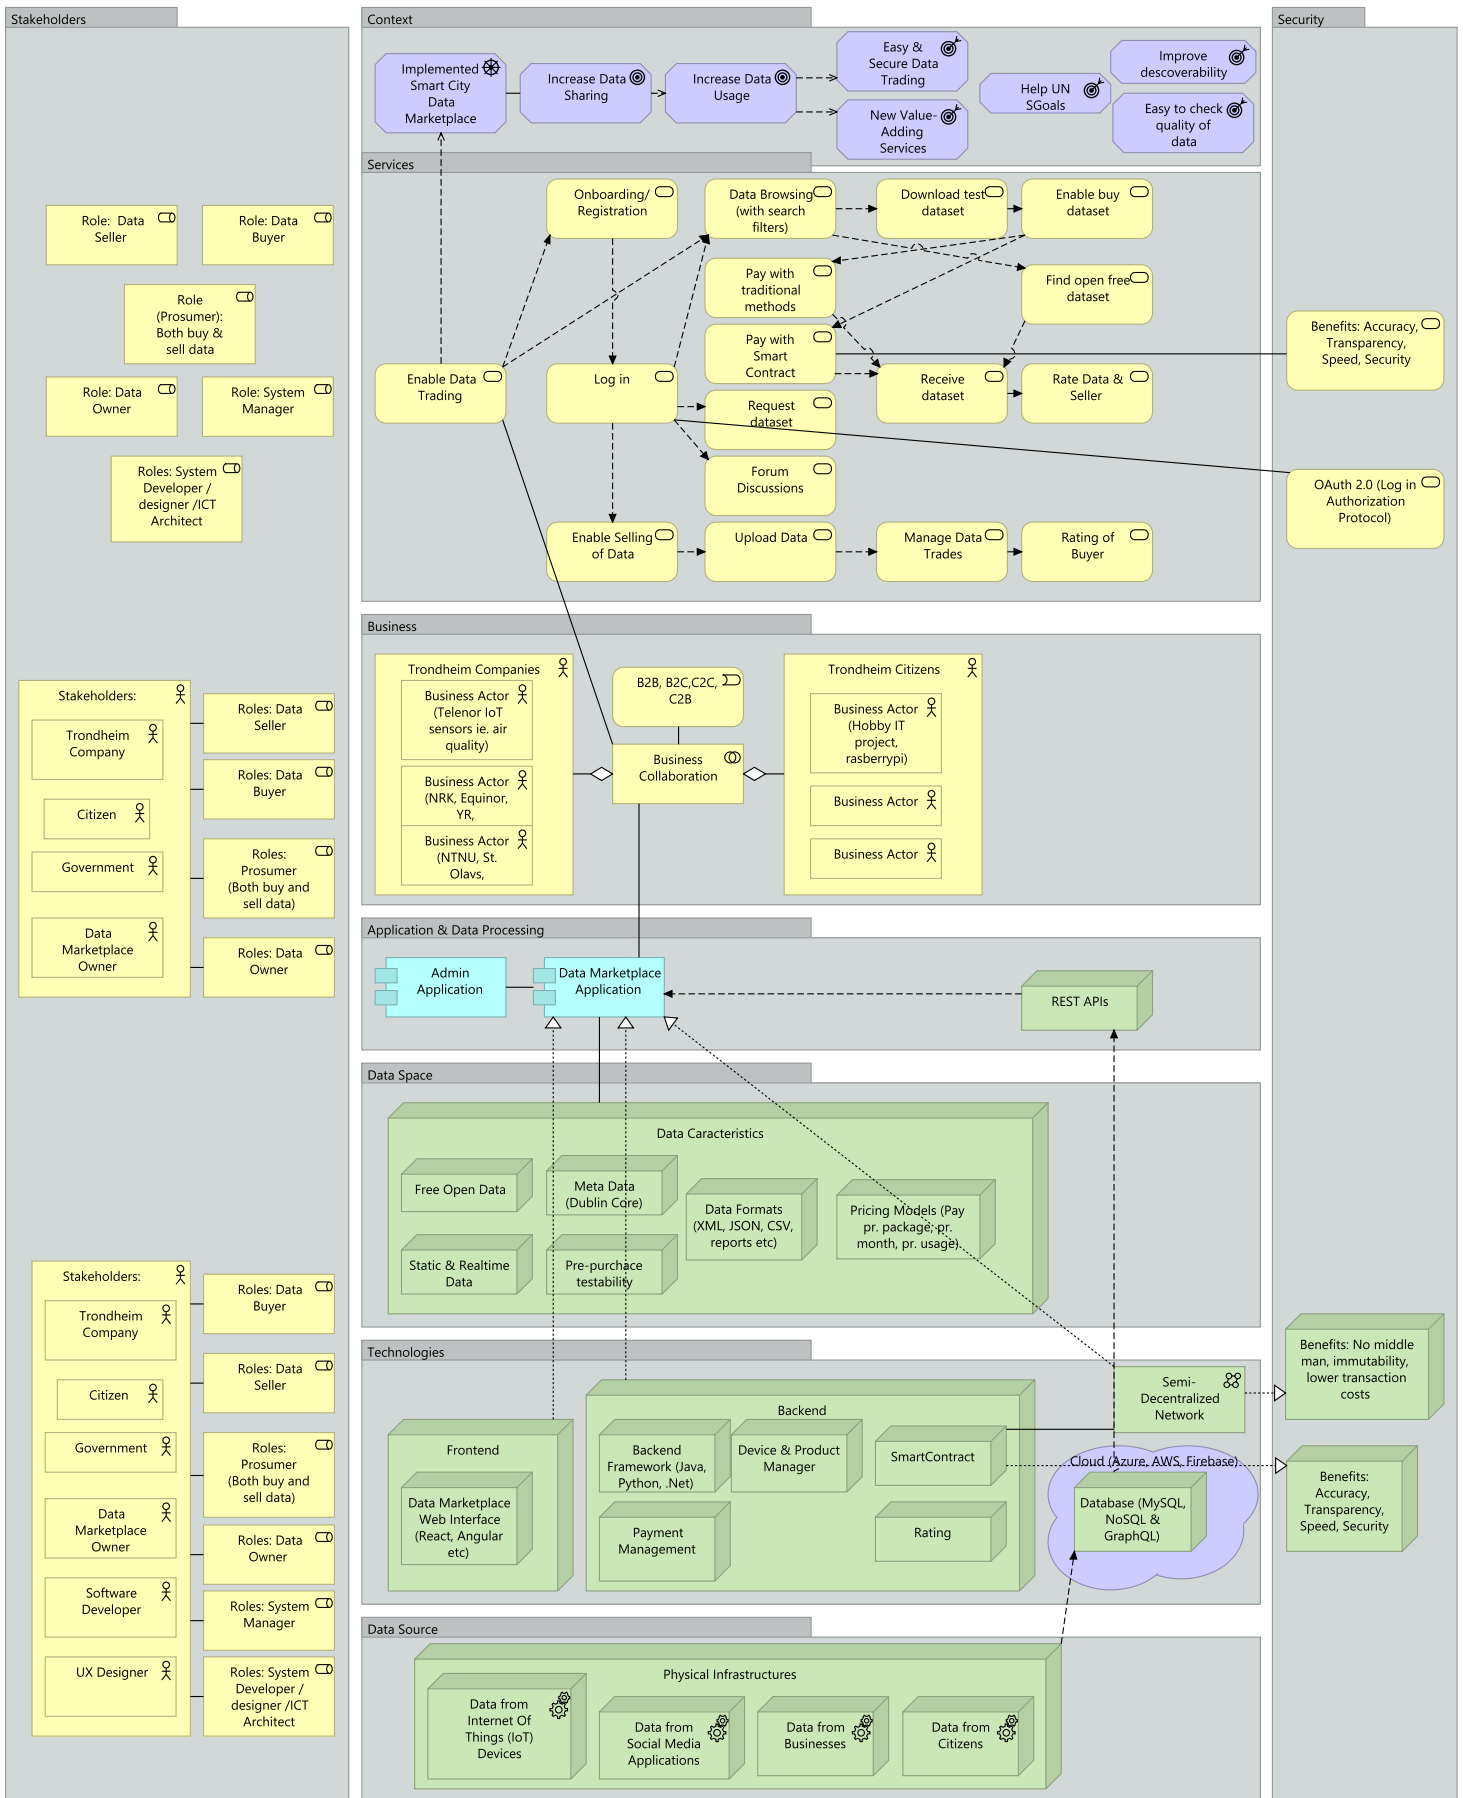 Stakeholders
Role:  Data
Seller
Role: Data
Buyer
Role
(Prosumer):
Both buy &
sell data
Role: Data
Owner
Role: System
Manager
Roles: System
Developer /
designer /ICT
Architect
Stakeholders:
Trondheim
Company
Citizen
Government
Data
Marketplace
Owner
Roles: Data
Seller
Roles: Data
Buyer
Roles:
Prosumer
(Both buy and
sell data)
Roles: Data
Owner
Stakeholders:
Trondheim
Company
Citizen
Government
Data
Marketplace
Owner
Software
Developer
UX Designer
Roles: Data
Buyer
Roles: Data
Seller
Roles:
Prosumer
(Both buy and
sell data)
Roles: Data
Owner
Roles: System
Manager
Roles: System
Developer /
designer /ICT
Architect
Context
Implemented
Smart City
Data
Marketplace
Increase Data
Sharing
Increase Data
Usage
Easy &
Secure Data
Trading
New Value-
Adding
Services
Help UN
SGoals
Improve
descoverability
Easy to check
quality of
data
Services
Onboarding/
Registration
Data Browsing
(with search
filters)
Download test
dataset
Enable buy
dataset
Pay with
traditional
methods
Find open free
dataset
Pay with
Smart
Contract
Enable Data
Trading
Log in
Receive
dataset
Rate Data &
Seller
Request
dataset
Forum
Discussions
Enable Selling
of Data
Upload Data
Manage Data
Trades
Rating of
Buyer
Business
Trondheim Companies
Business Actor
(Telenor IoT
sensors ie. air
quality)
Business Actor
(NRK, Equinor,
YR,
Business Actor
(NTNU, St.
Olavs,
B2B, B2C,C2C,
C2B
Business
Collaboration
Trondheim Citizens
Business Actor
(Hobby IT
project,
rasberrypi)
Business Actor
Business Actor
Application & Data Processing
Admin
Application
Data Marketplace
Application
REST APIs
Data Space
Data Caracteristics
Free Open Data
Meta Data
(Dublin Core)
Data Formats
(XML, JSON, CSV,
reports etc)
Pricing Models (Pay
pr. package, pr.
month, pr. usage)
Static & Realtime
Data
Pre-purchace
testability
Technologies
Frontend
Data Marketplace
Web Interface
(React, Angular
etc)
Backend
Backend
Framework (Java,
Python, .Net)
Device & Product
Manager
SmartContract
Payment
Management
Rating
Semi-
Decentralized
Network
Cloud (Azure, AWS, Firebase)
Database (MySQL,
NoSQL &
GraphQL)
Data Source
Physical Infrastructures
Data from
Internet Of
Things (IoT)
Devices
Data from
Social Media
Applications
Data from
Businesses
Data from
Citizens
Security
Benefits: Accuracy,
Transparency,
Speed, Security
OAuth 2.0 (Log in
Authorization
Protocol)
Benefits: No middle
man, immutability,
lower transaction
costs
Benefits:
Accuracy,
Transparency,
Speed, Security